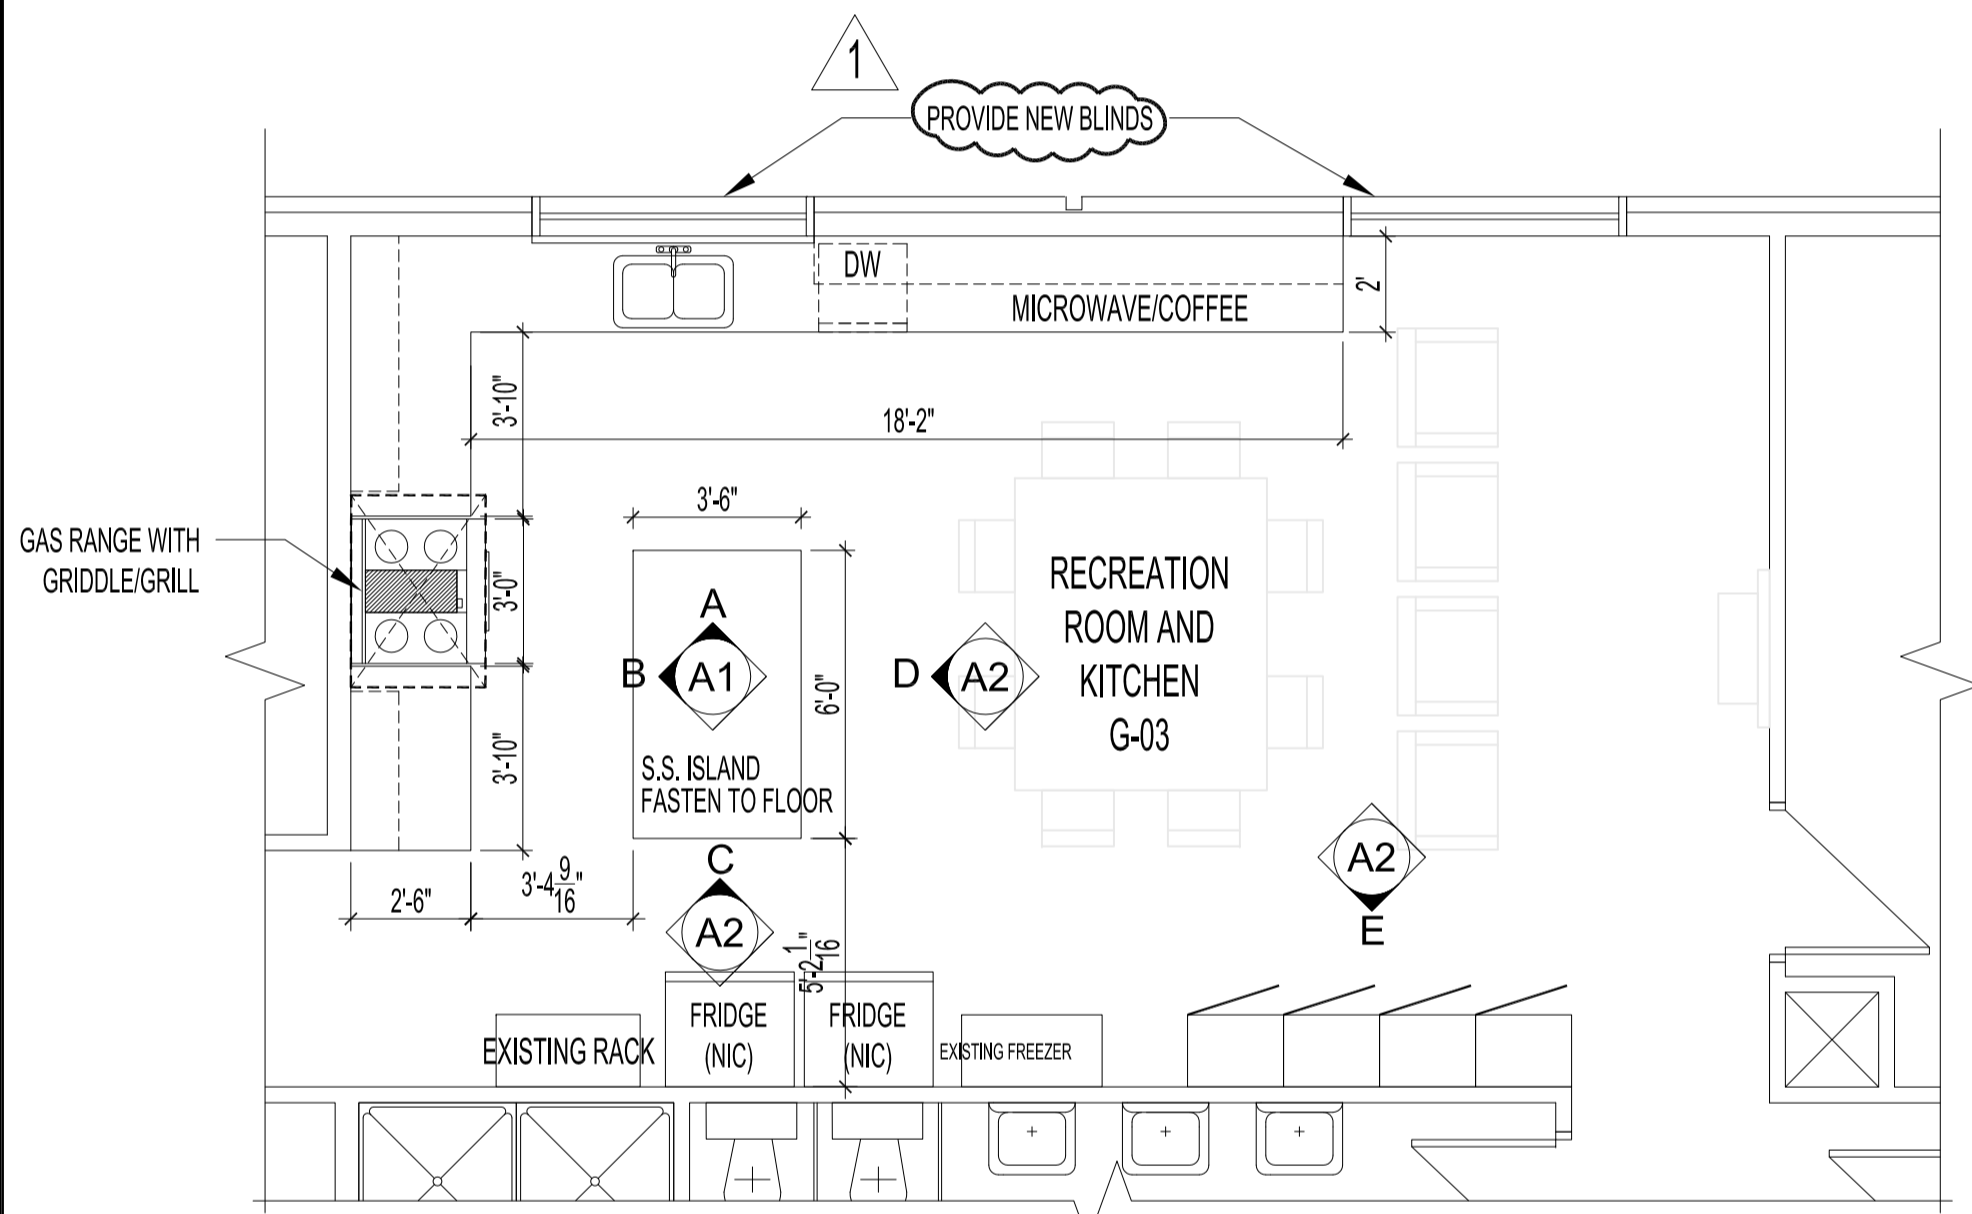 1
PROVIDE NEW BLINDS
DW
MICROWAVE/COFFEE
2'
3'-10"
18'-2"
3'-6"
GAS RANGE WITH
GRIDDLE/GRILL
3'-0"
RECREATION
ROOM AND
KITCHEN
G-03
A
B
A1
D
A2
6'-0"
3'-10"
S.S. ISLAND
FASTEN TO FLOOR
2'-6"
3'-4 9/16"
C
A2
A2
E
5'-2 1/16"
EXISTING RACK
FRIDGE
(NIC)
FRIDGE
(NIC)
EXISTING FREEZER